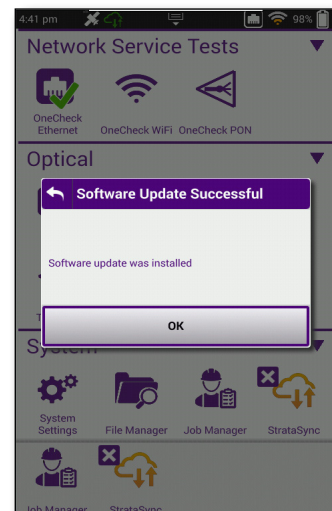 4:41 pm
98%
Network Service Tests
OneCheck
Ethernet
OneCheck WiFi
OneCheck PON
Optical
Software Update Successful
Software update was installed
OK
System
System
Settings
File Manager
Job Manager
StrataSync
Job Manager
StrataSync